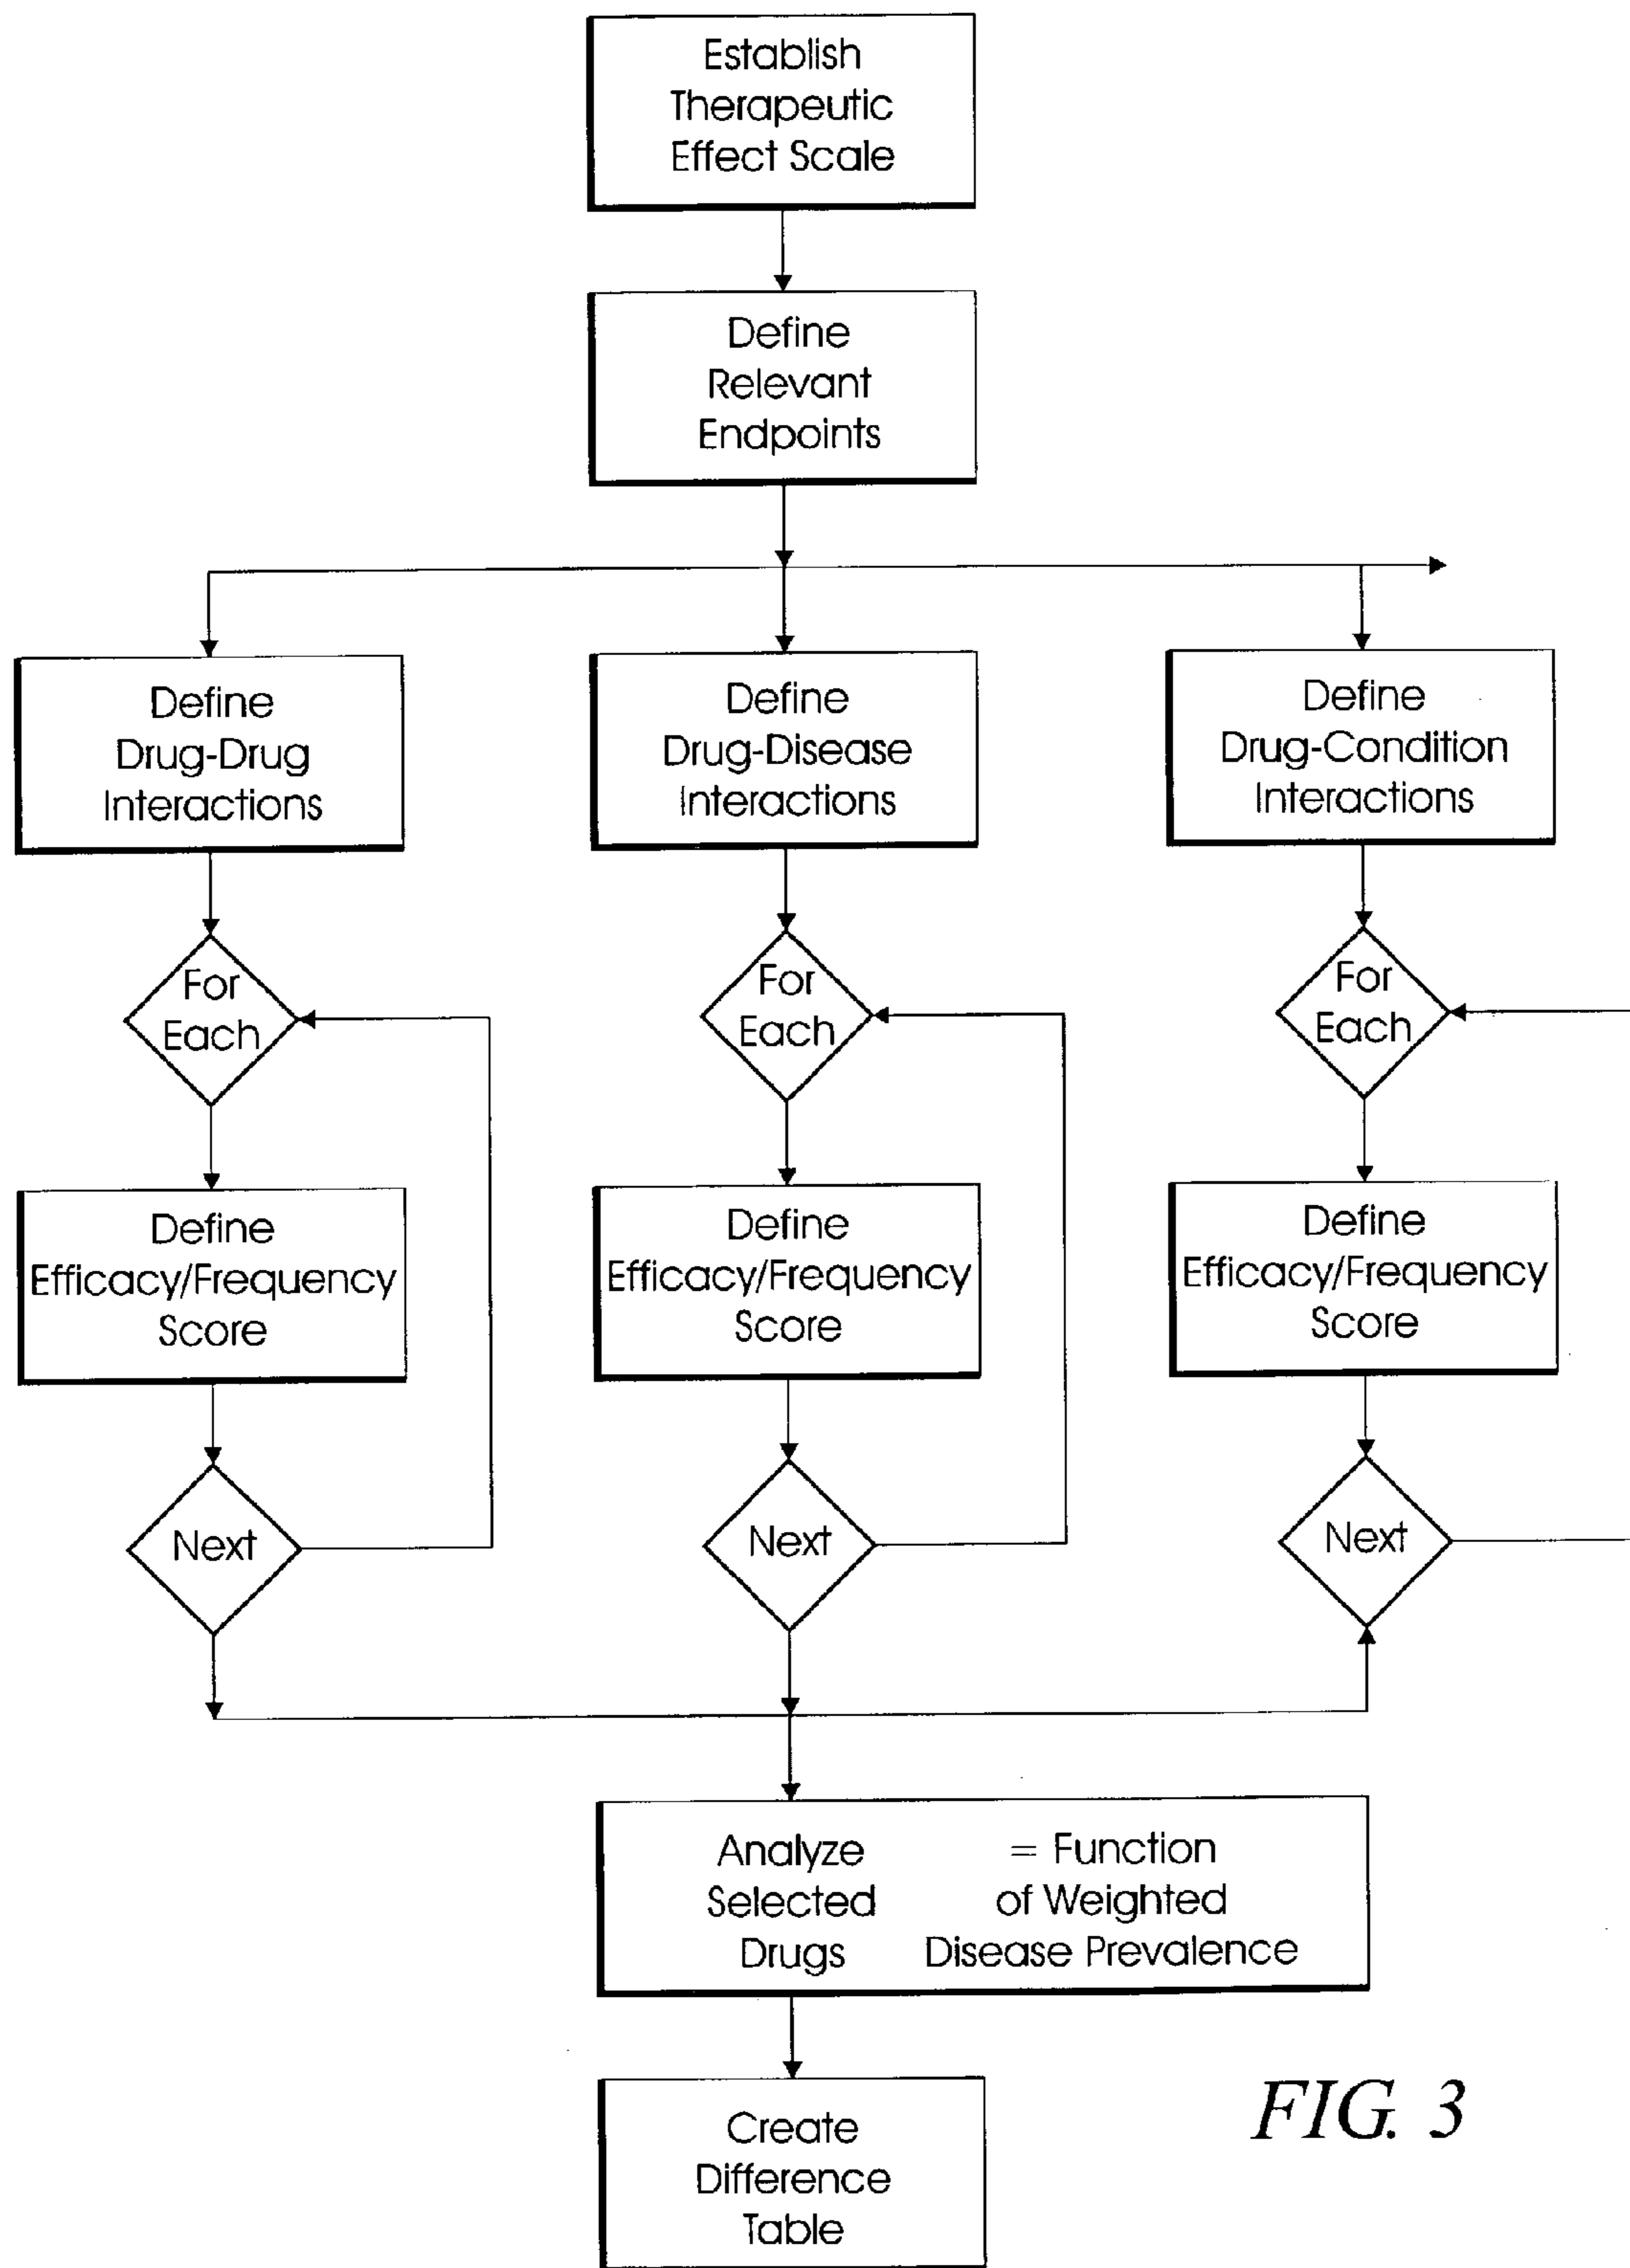 Establish
Therapeutic
Effect Scale
Define
Relevant
Endpoints
Define
Drug-Drug
Interactions
Define
Drug-Disease
Interactions
Define
Drug-Condition
Interactions
For
Each
For
Each
For
Each
Define
Efficacy/Frequency
Score
Define
Efficacy/Frequency
Score
Define
Efficacy/Frequency
Score
Next
Next
Next
Analyze
Selected
Drugs
= Function
of Weighted
Disease Prevalence
Create
Difference
Table
FIG. 3